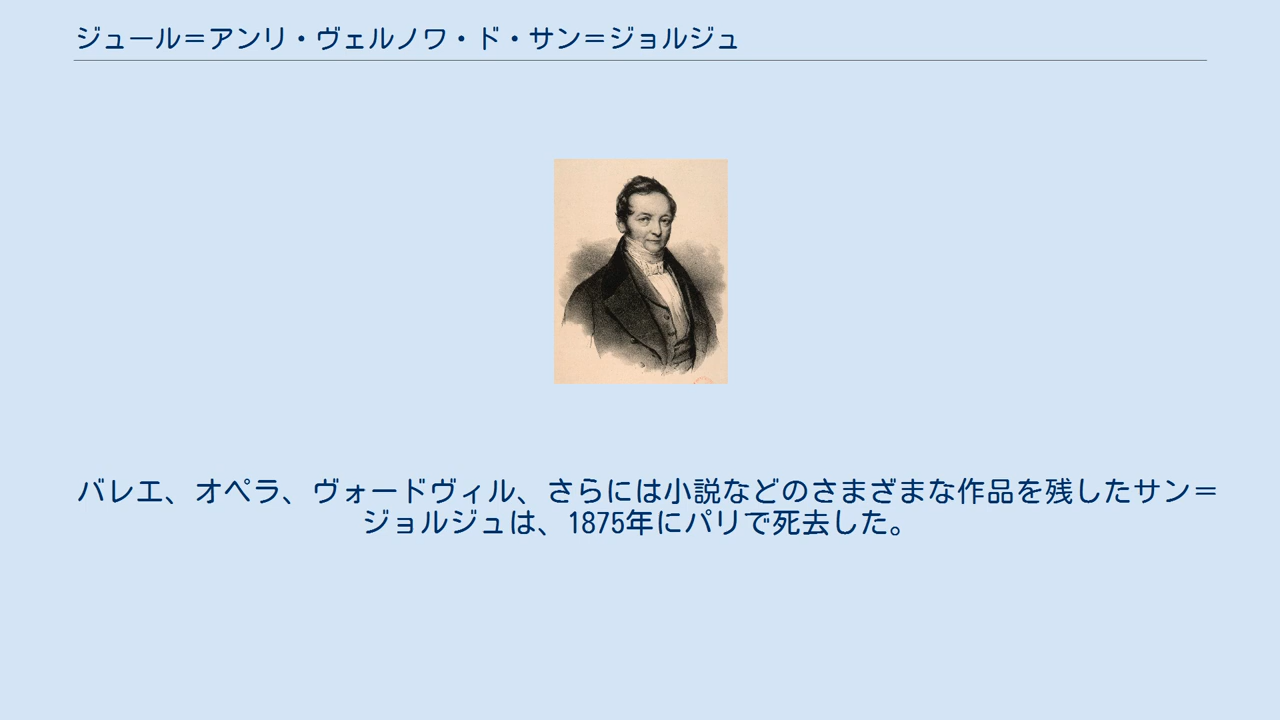 ジュール＝アンリ・ヴェルノワ・ド・サン＝ジョルジュ
バレエ、オペラ、ヴォードヴィル、さらには小説などのさまざまな作品を残したサン＝
ジョルジュは、1875年にパリで死去した。